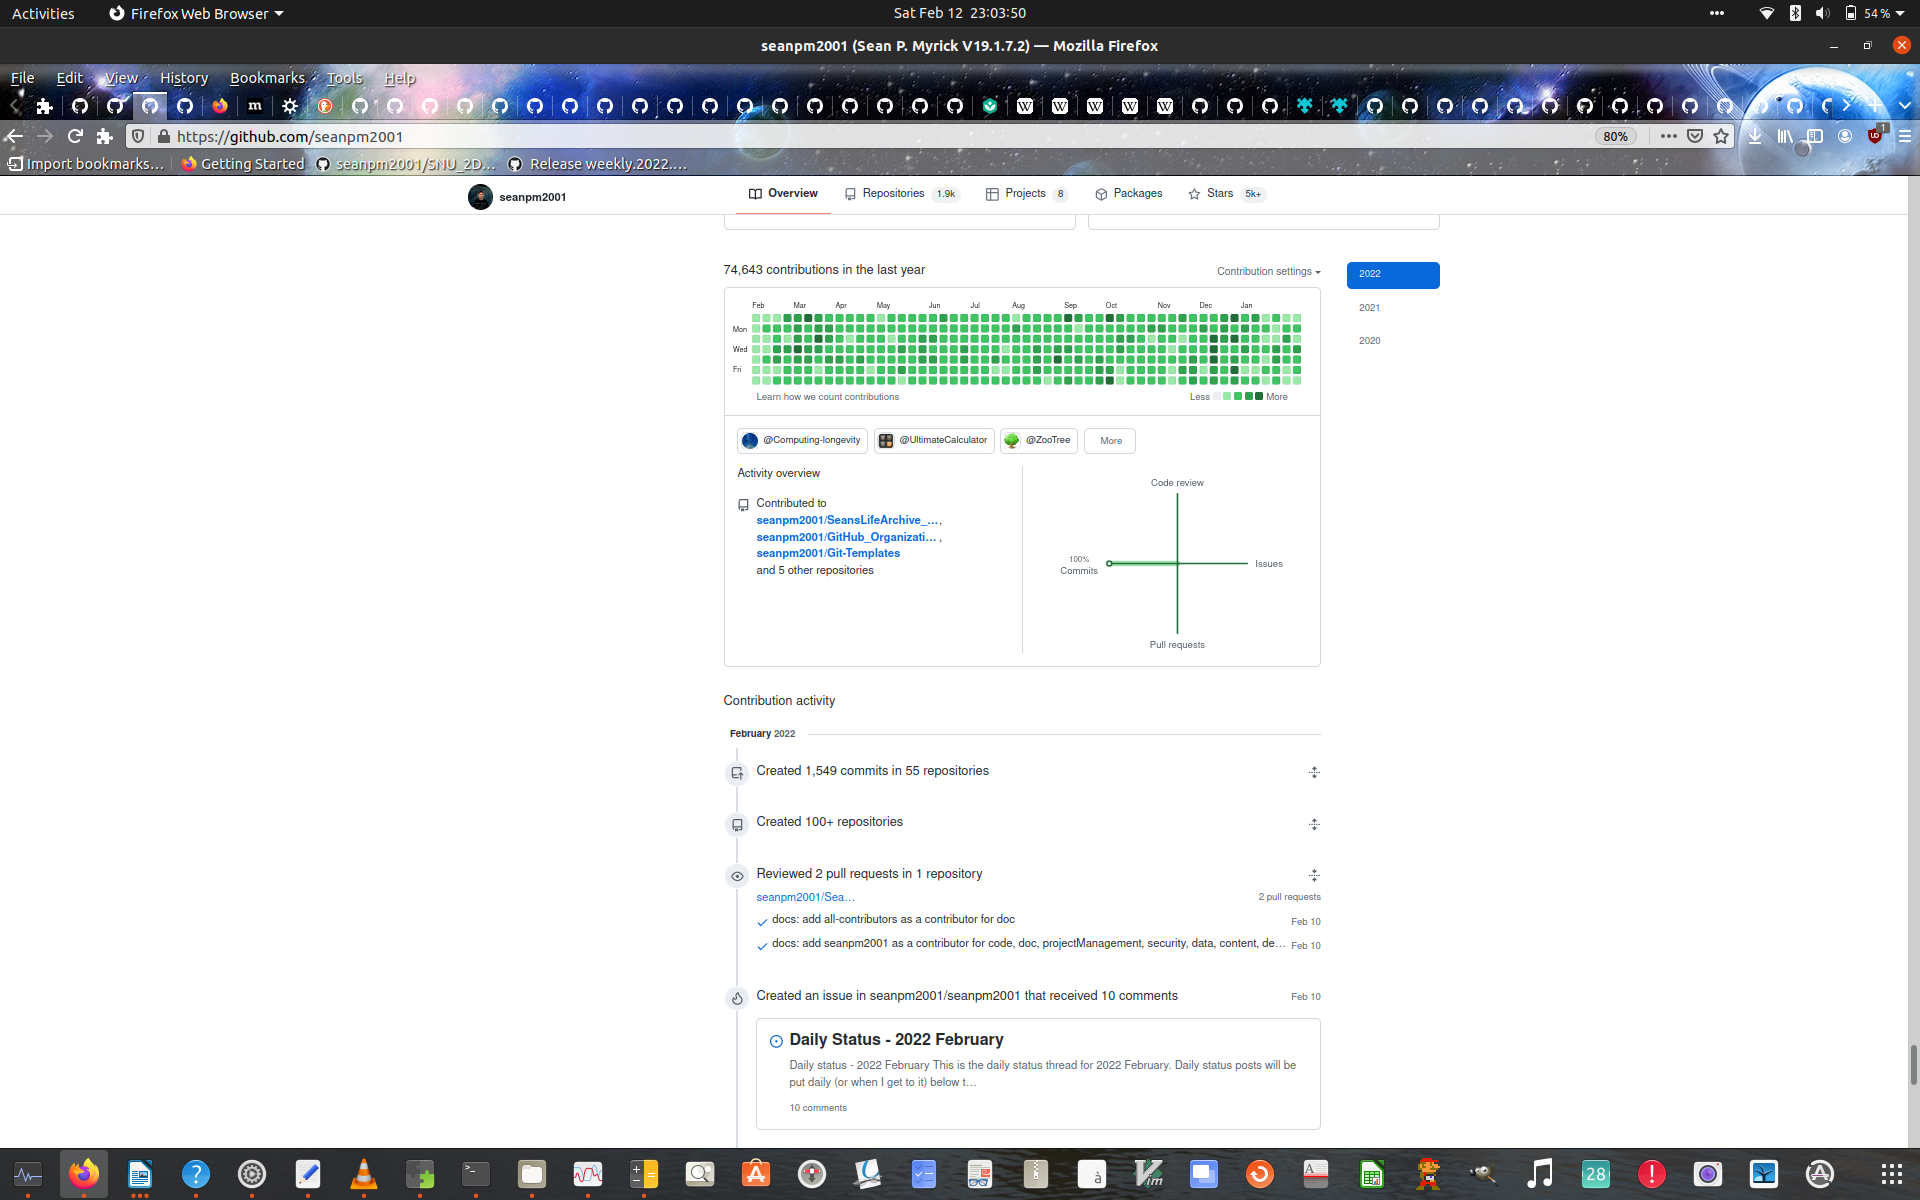 Activities
Firefox Web Browser
Sat Feb 12 23:03:50
54 %
seanpm2001 (Sean P. Myrick V19.1.7.2) — Mozilla Firefox
File Edit View History Bookmarks Tools Help
https://github.com/seanpm2001
80%
1
Import bookmarks…
Getting Started
seanpm2001/SNU_2D…
Release weekly.2022.…
seanpm2001
Overview
Repositories 1.9k
Projects 8
Packages
Stars 5k+
74,643 contributions in the last year
Contribution settings
2022
2021
2020
Feb Mar Apr May Jun Jul Aug Sep Oct Nov Dec Jan
Mon
Wed
Fri
Learn how we count contributions
Less More
@Computing-longevity
@UltimateCalculator
@ZooTree
More
Activity overview
Contributed to
seanpm2001/SeansLifeArchive_…,
seanpm2001/GitHub_Organizati… ,
seanpm2001/Git-Templates
and 5 other repositories
Code review
100%
Commits
Issues
Pull requests
Contribution activity
February 2022
Created 1,549 commits in 55 repositories
Created 100+ repositories
Reviewed 2 pull requests in 1 repository
seanpm2001/Sea…
2 pull requests
docs: add all-contributors as a contributor for doc
Feb 10
docs: add seanpm2001 as a contributor for code, doc, projectManagement, security, data, content, de…
Feb 10
Created an issue in seanpm2001/seanpm2001 that received 10 comments
Feb 10
Daily Status - 2022 February
Daily status - 2022 February This is the daily status thread for 2022 February. Daily status posts will be
put daily (or when I get to it) below t…
10 comments
28